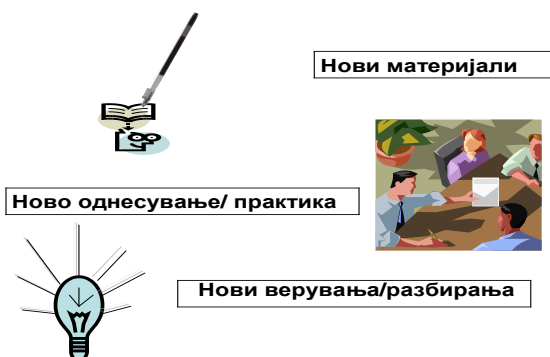 Нови материјали
Ново однесување/ практика
Нови верувања/разбирања